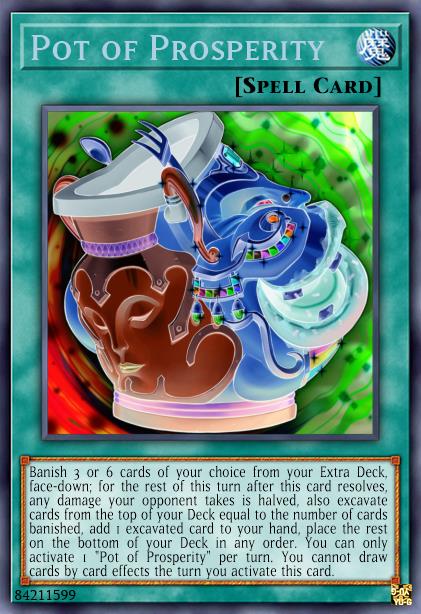 Pot of Prosperity
[Spell Card]
Banish 3 or 6 cards of your choice from your Extra Deck,
face-down; for the rest of this turn after this card resolves,
any damage your opponent takes is halved, also excavate
cards from the top of your Deck equal to the number of cards
banished, add 1 excavated card to your hand, place the rest
on the bottom of your Deck in any order. You can only
activate 1 "Pot of Prosperity" per turn. You cannot draw
cards by card effects the turn you activate this card.
84211599